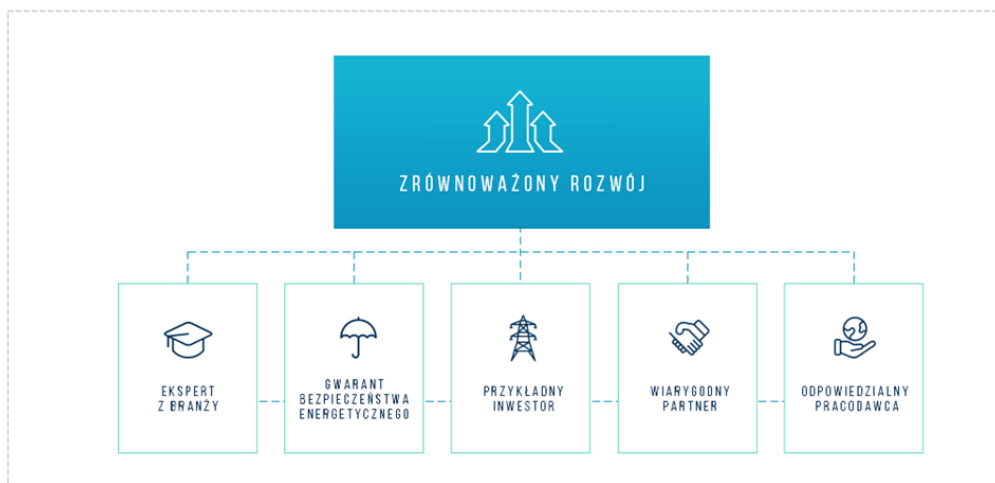 ZRÓWNOWAŻONY ROZWÓJ
EKSPERT
Z BRANŻY
GWARANT
BEZPIECZEŃSTWA
ENERGETYCZNEGO
PRZYKŁADNY
INWESTOR
WIARYGODNY
PARTNER
ODPOWIEDZIALNY
PRACODAWCA